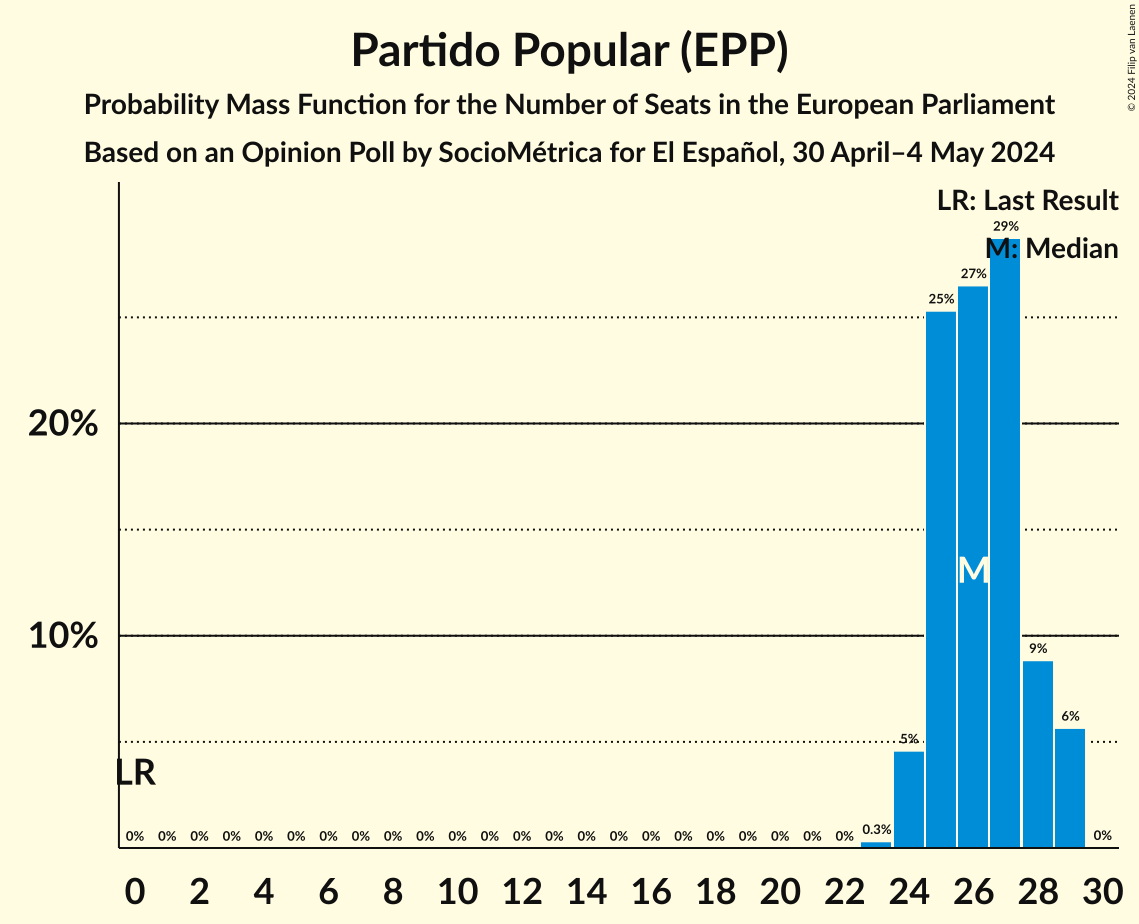 Partido Popular (EPP)
Probability Mass Function for the Number of Seats in the European Parliament
Based on an Opinion Poll by SocioMétrica for El Español, 30 April–4 May 2024
© 2024 Filip van Laenen
LR: Last Result
M: Median
29%
27%
25%
20%
M
10%
9%
6%
5%
LR
0% 0% 0% 0% 0% 0% 0% 0% 0% 0% 0% 0% 0% 0% 0% 0% 0% 0% 0% 0% 0% 0% 0% 0.3% 0%
0 2 4 6 8 10 12 14 16 18 20 22 24 26 28 30